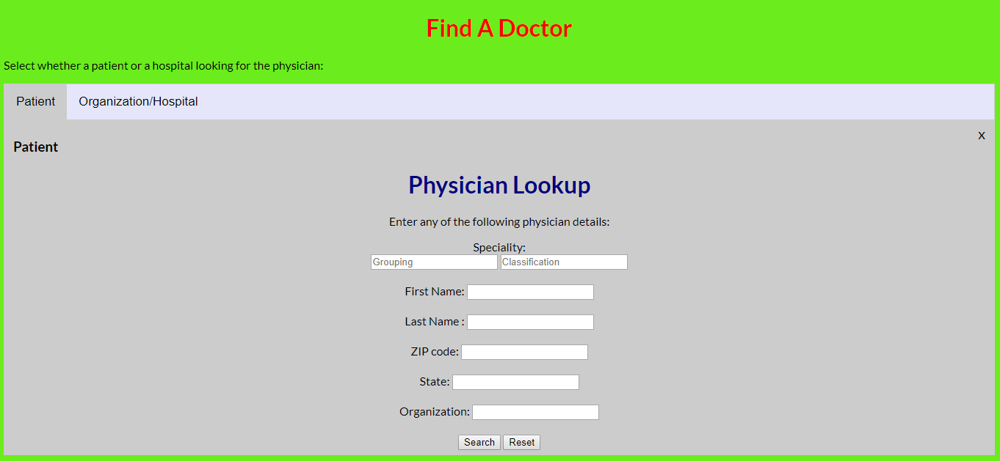 Find A Doctor
Select whether a patient or a hospital looking for the physician:
Patient Organization/Hospital
X
Patient
Physician Lookup
Enter any of the following physician details:
Speciality:
Grouping Classification
First Name:
Last Name :
ZIP code:
State:
Organization:
Search Reset